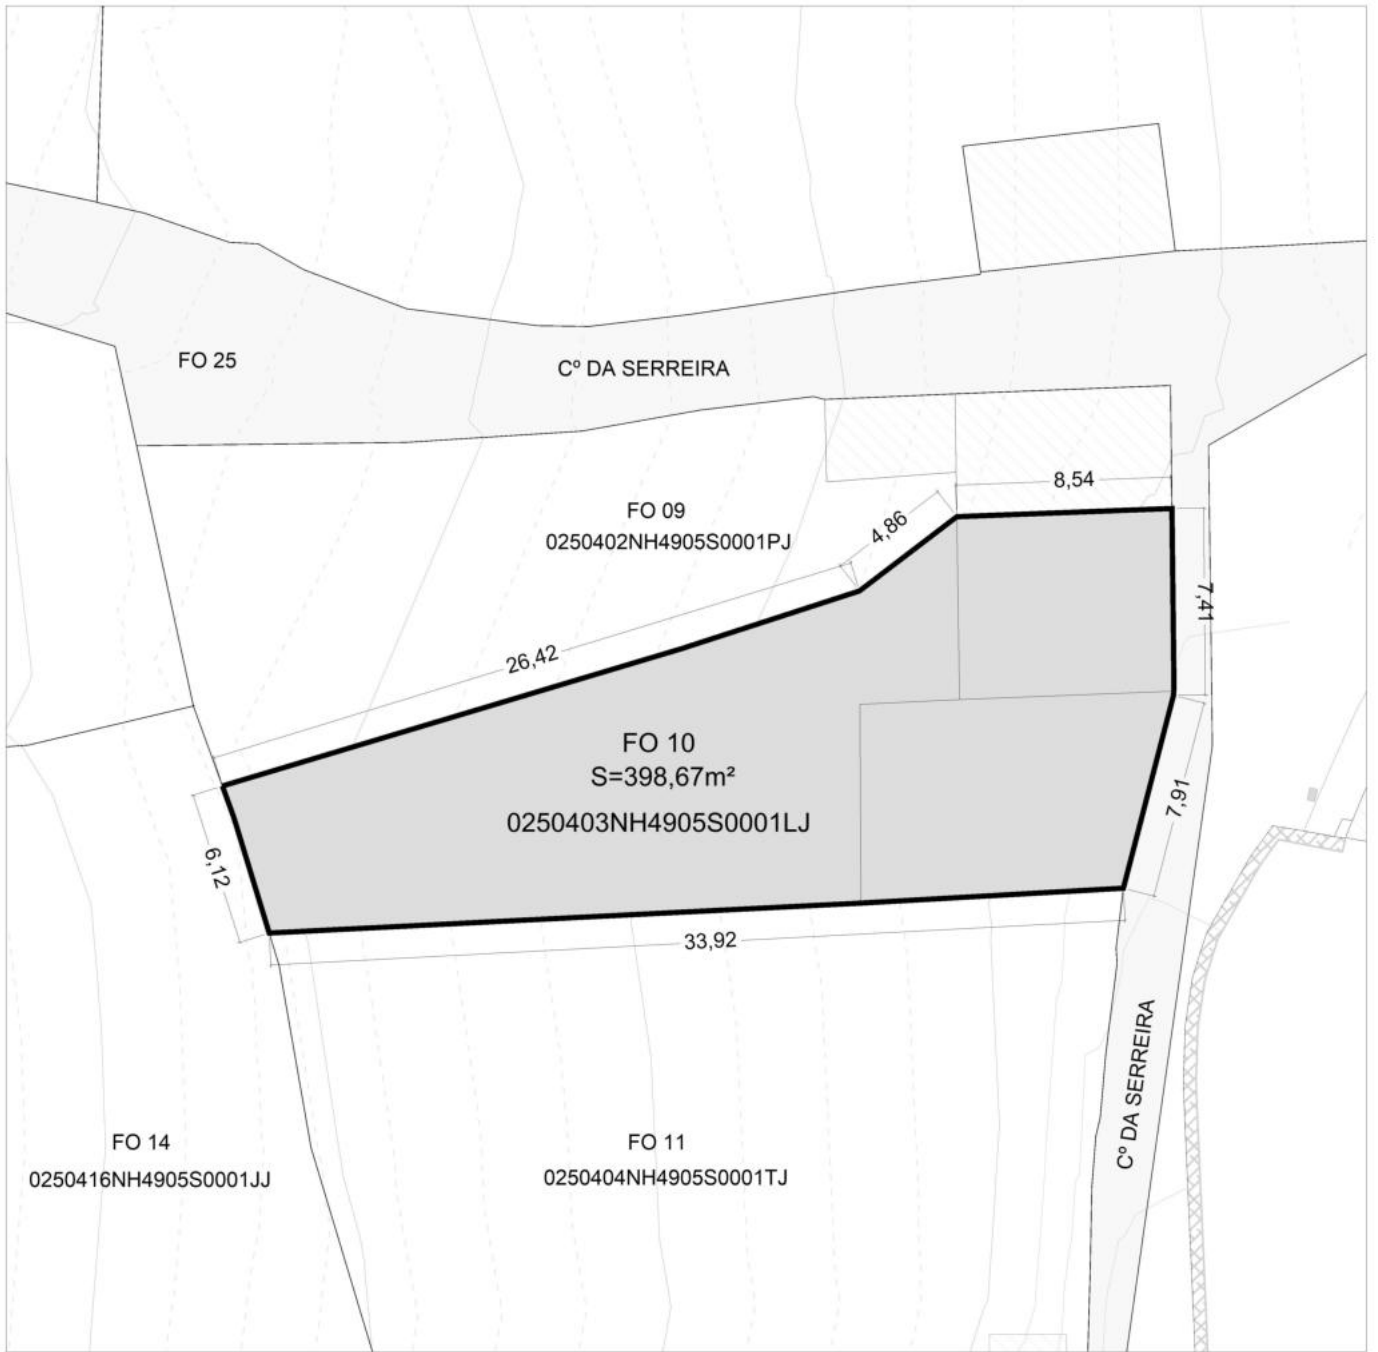 FO 25
Cº DA SERREIRA
8,54
FO 09
0250402NH4905S0001PJ
4,86
7,41
26,42
FO 10
S=398,67m²
0250403NH4905S0001LJ
7,91
6,12
33,92
Cº DA SERREIRA
FO 14
0250416NH4905S0001JJ
FO 11
0250404NH4905S0001TJ